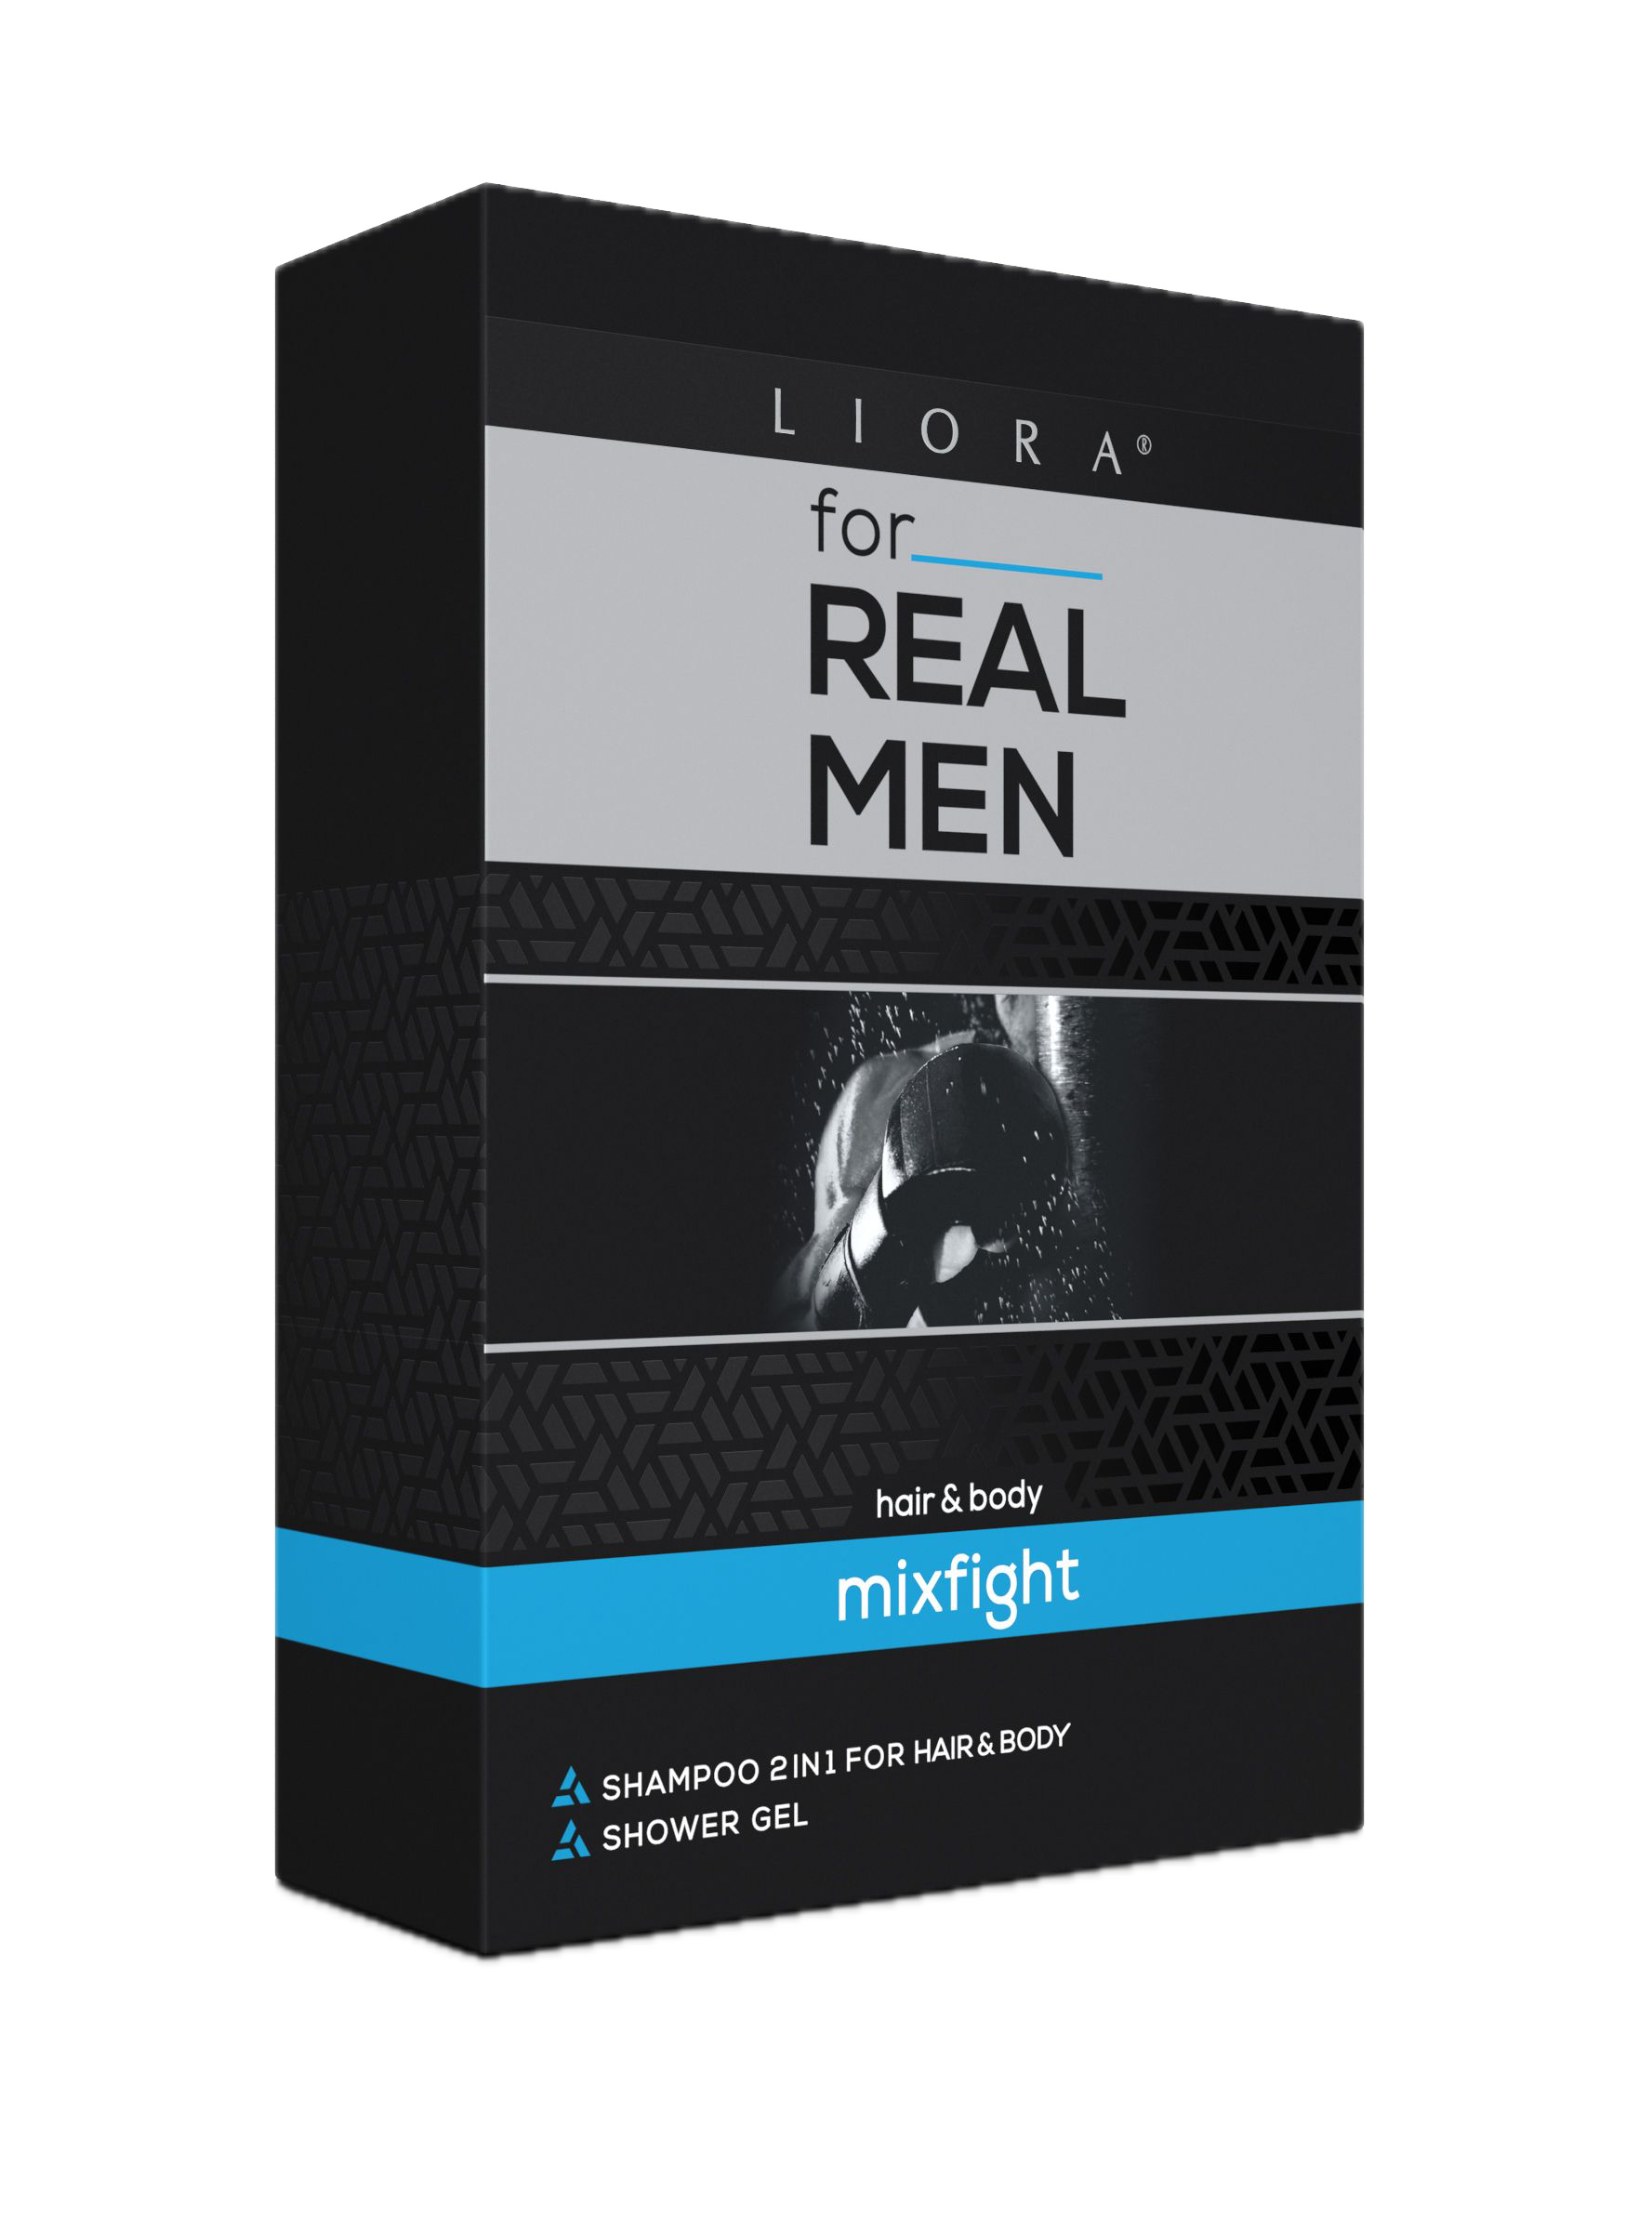 LIORA®
for
REAL
MEN
hair & body
mixfight
SHAMPOO 2IN1 FOR HAIR & BODY
SHOWER GEL